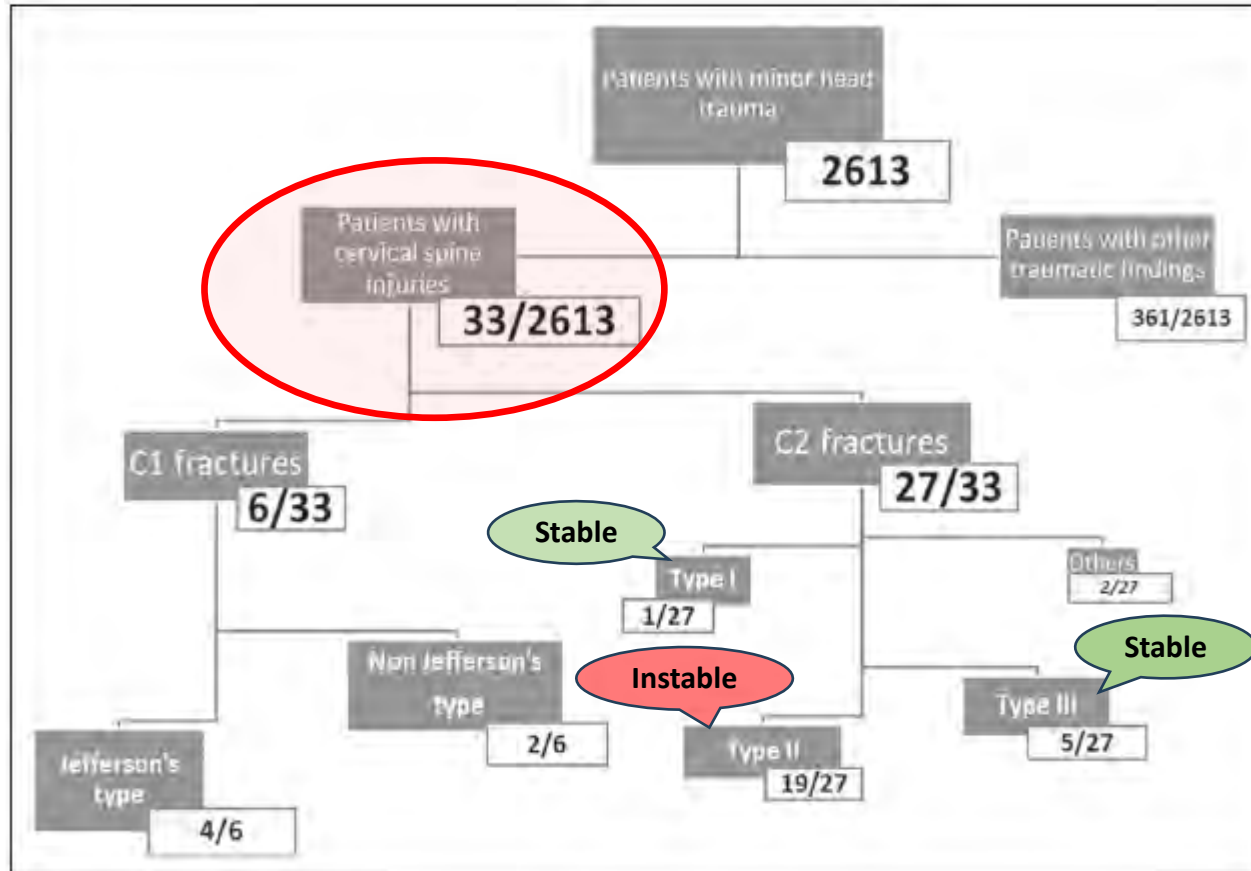 Patients with minor head
trauma
2613
Patients with
cervical spine
injuries
33/2613
Patients with other
traumatic findings
361/2613
C1 fractures
6/33
C2 fractures
27/33
Stable
Type I
1/27
Others
2/27
Non Jefferson's
type
2/6
Instable
Stable
Type III
5/27
Jefferson's
type
4/6
Type II
19/27